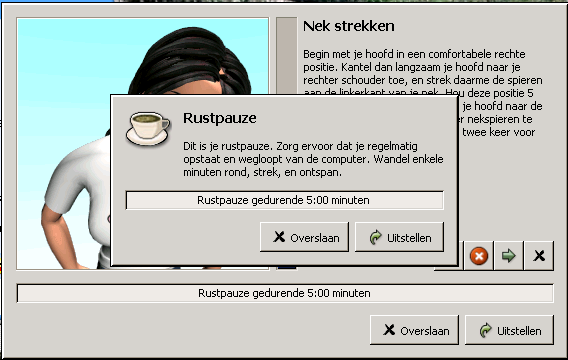 Nek strekken
Begin met je hoofd in een comfortabele rechte
positie. Kantel dan langzaam je hoofd naar je
rechter schouder toe, en strek daarme de spieren
aan de linkerkant van je nek. Hou deze positie 5
je hoofd naar de
nekspieren te
twee keer voor
Rustpauze
Dit is je rustpauze. Zorg ervoor dat je regelmatig
opstaat en wegloopt van de computer. Wandel enkele
minuten rond, strek, en ontspan.
Rustpauze gedurende 5:00 minuten
Overslaan
Uitstellen
Rustpauze gedurende 5:00 minuten
Overslaan
Uitstellen